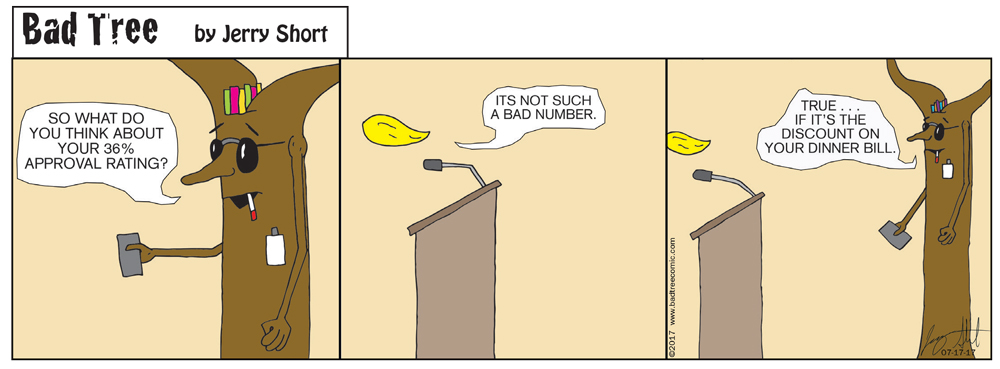 Bad Tree by Jerry Short
SO WHAT DO
YOU THINK ABOUT
YOUR 36%
APPROVAL RATING?
ITS NOT SUCH
A BAD NUMBER.
TRUE . . .
IF IT'S THE
DISCOUNT ON
YOUR DINNER BILL.
©2017 www.badtreecomic.com
07-17-17